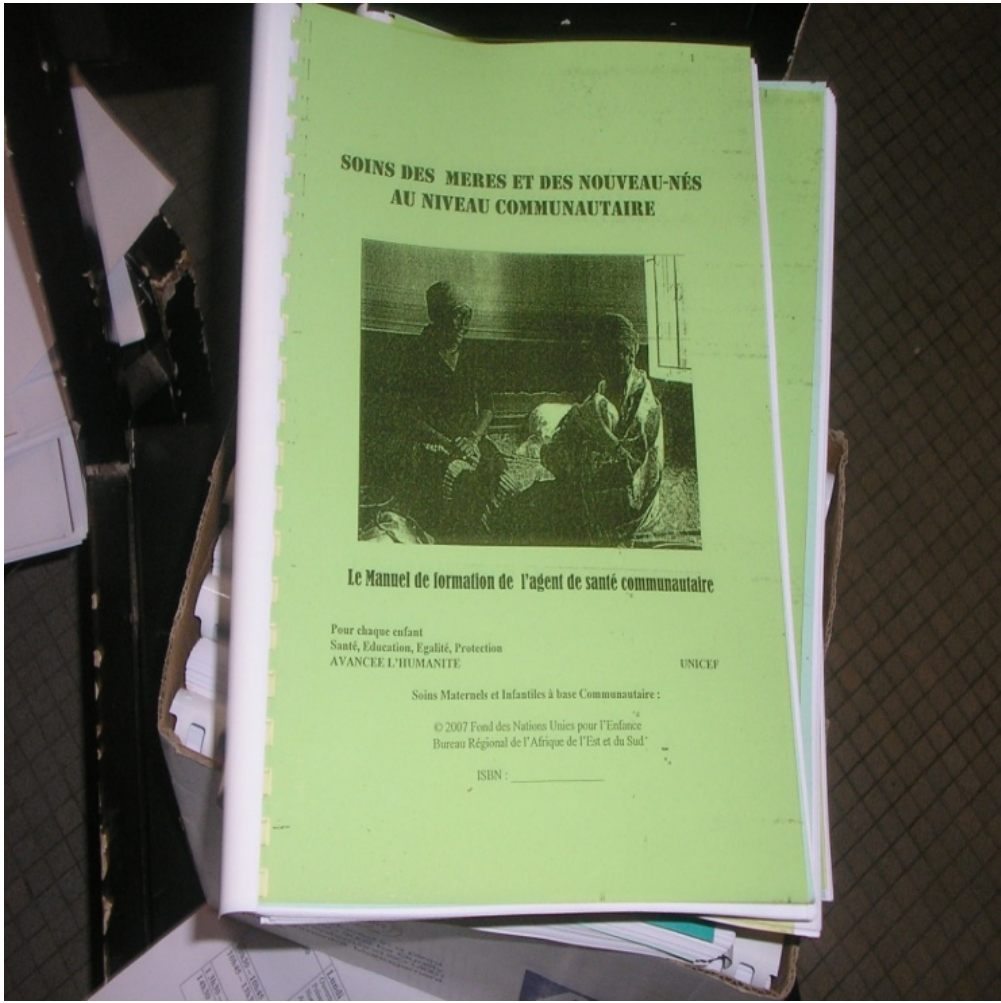 SOINS DES MERES ET DES NOUVEAU-NÉS
AU NIVEAU COMMUNAUTAIRE
Le Manuel de formation de l'agent de santé communautaire
Pour chaque enfant
Santé, Education, Egalité, Protection
AVANCEE L'HUMANITE UNICEF
Soins Maternels et Infantiles à base Communautaire :
© 2007 Fond des Nations Unies pour l'Enfance
Bureau Régional de l'Afrique de l'Est et du Sud
ISBN : _______________